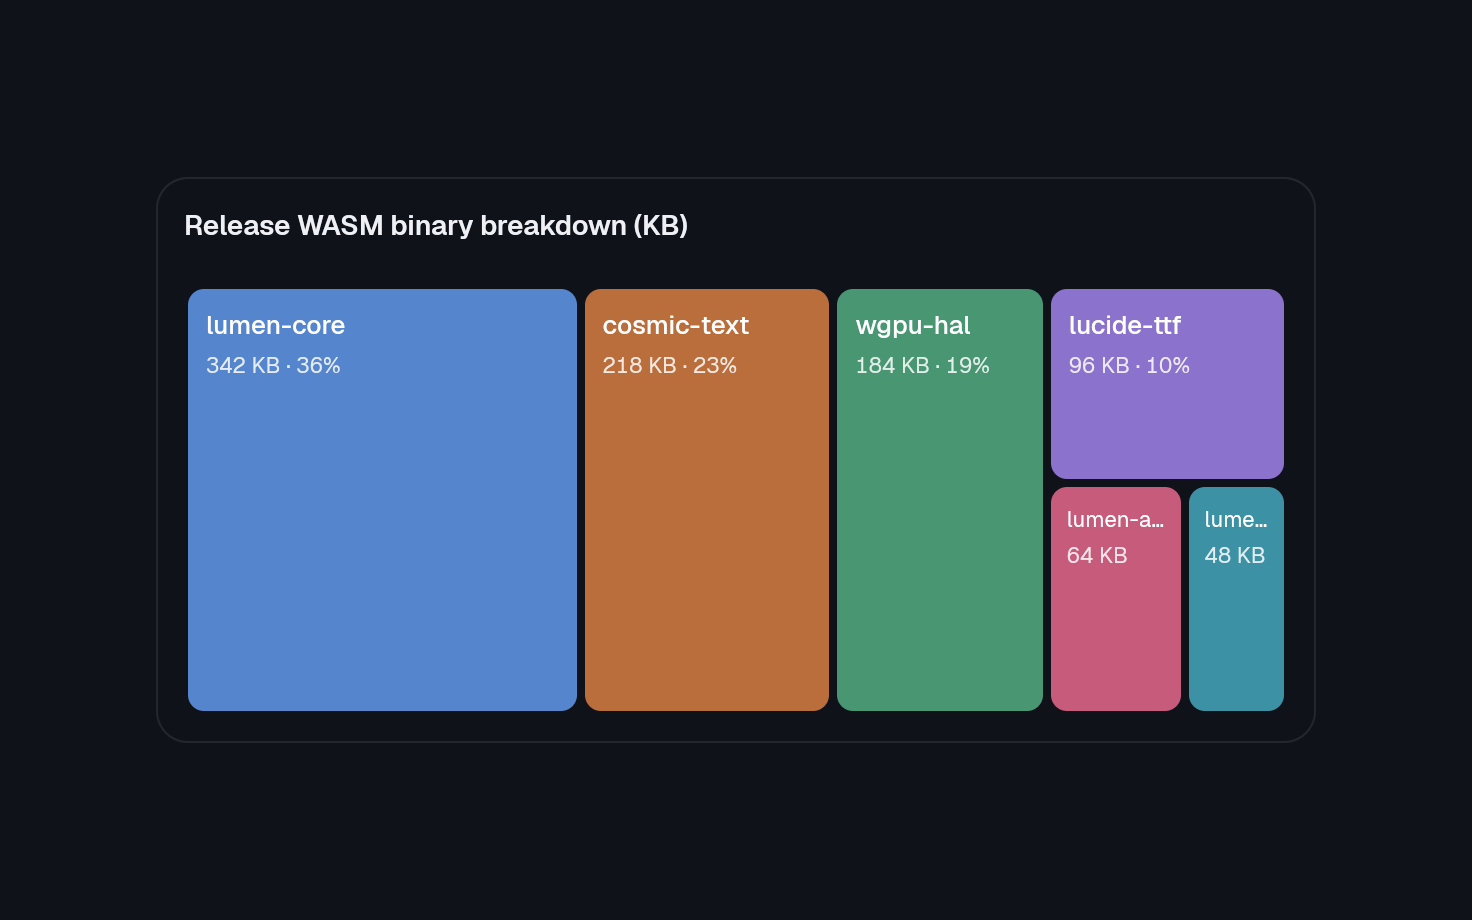 Release WASM binary breakdown (KB)
lumen-core
342 KB · 36%
cosmic-text
218 KB · 23%
wgpu-hal
184 KB · 19%
lucide-ttf
96 KB · 10%
lumen-a…
64 KB
lume…
48 KB